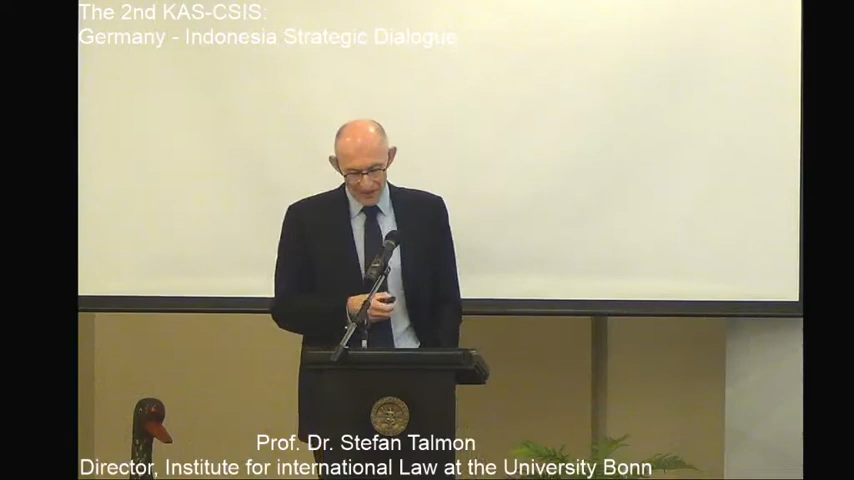 The 2nd KAS-CSIS:
Germany - Indonesia Strategic Dialogue
Prof. Dr. Stefan Talmon
Director, Institute for international Law at the University Bonn